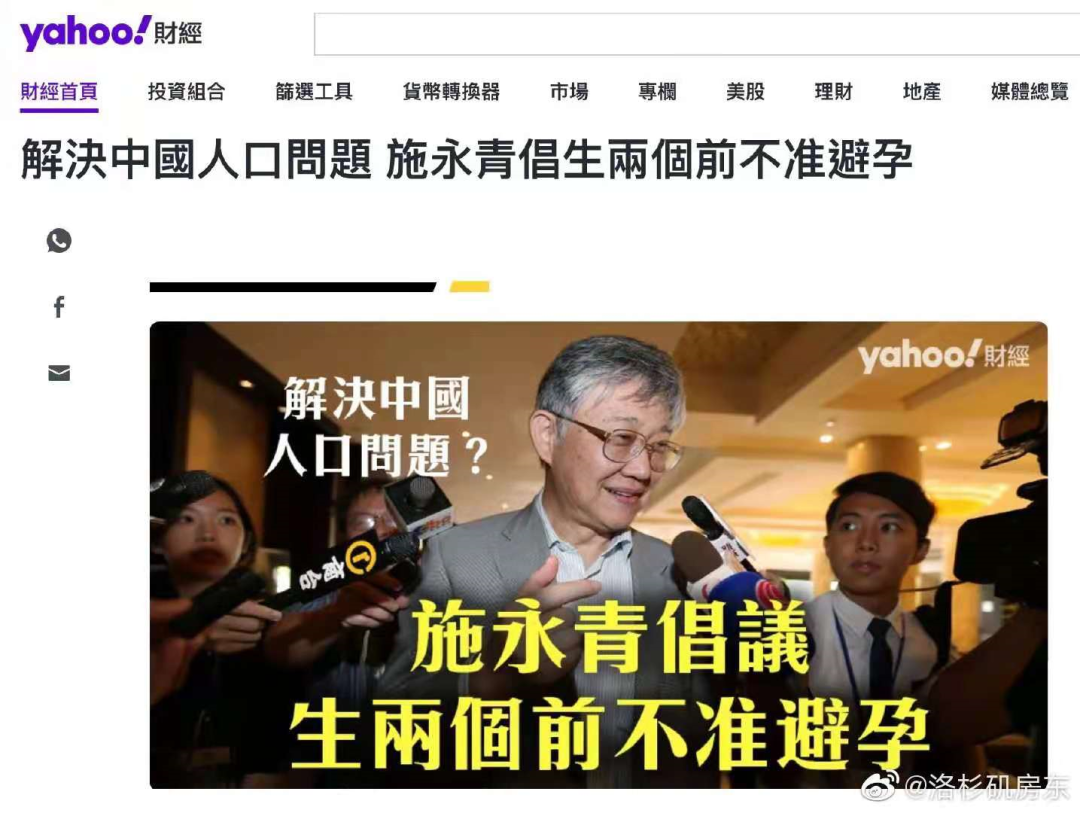 yahoo!財經
財經首頁 投資組合 篩選工具 貨幣轉換器 市場 專欄 美股 理財 地產 媒體總覽
解決中國人口問題 施永青倡生兩個前不准避孕
yahoo!財經
解決中國
人口問題？
商台
施永青倡議
生兩個前不准避孕
@洛杉矶房东